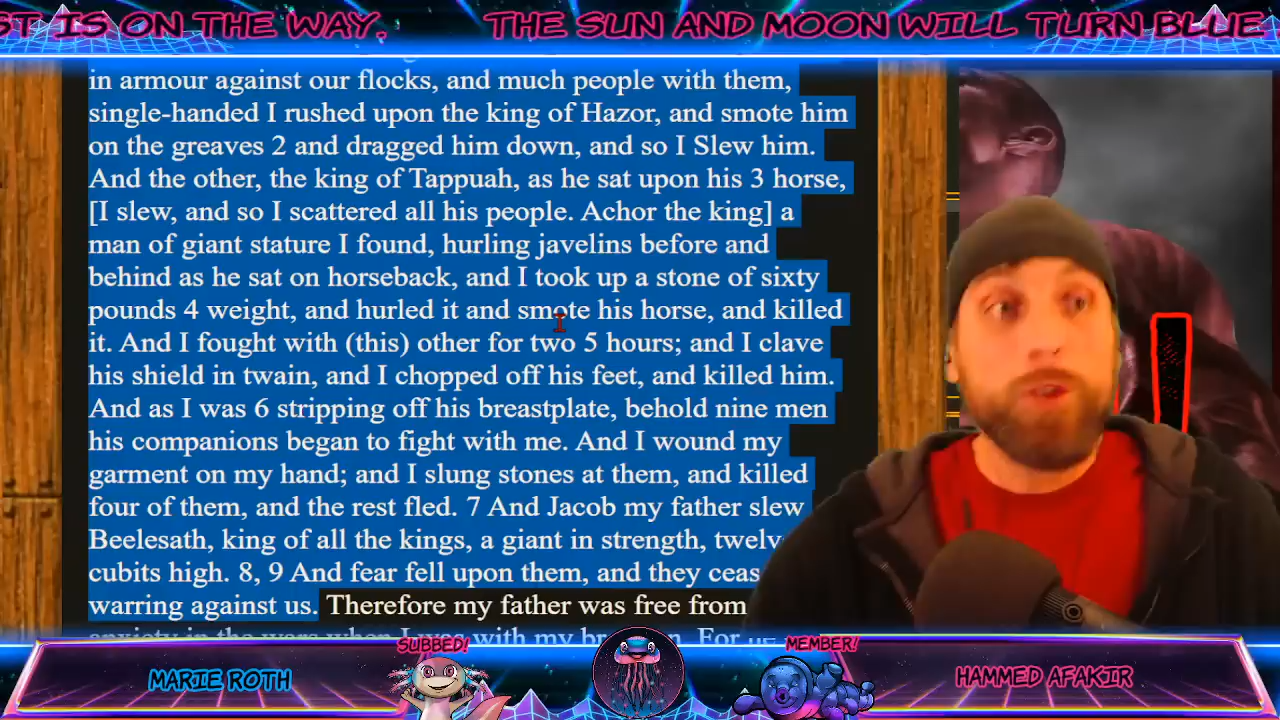 ST IS ON THE WAY. THE SUN AND MOON WILL TURN BLUE
in armour against our flocks, and much people with them,
single-handed I rushed upon the king of Hazor, and smote him
on the greaves 2 and dragged him down, and so I Slew him.
And the other, the king of Tappuah, as he sat upon his 3 horse,
[I slew, and so I scattered all his people. Achor the king] a
man of giant stature I found, hurling javelins before and
behind as he sat on horseback, and I took up a stone of sixty
pounds 4 weight, and hurled it and smote his horse, and killed
it. And I fought with (this) other for two 5 hours; and I clave
his shield in twain, and I chopped off his feet, and killed him.
And as I was 6 stripping off his breastplate, behold nine men
his companions began to fight with me. And I wound my
garment on my hand; and I slung stones at them, and killed
four of them, and the rest fled. 7 And Jacob my father slew
Beelesath, king of all the kings, a giant in strength, twelv
cubits high. 8, 9 And fear fell upon them, and they ceas
warring against us. Therefore my father was free from
anxiety in the wars when I was with my For
SUBBED!
MARIE ROTH
MEMBER!
HAMMED AFAKIR